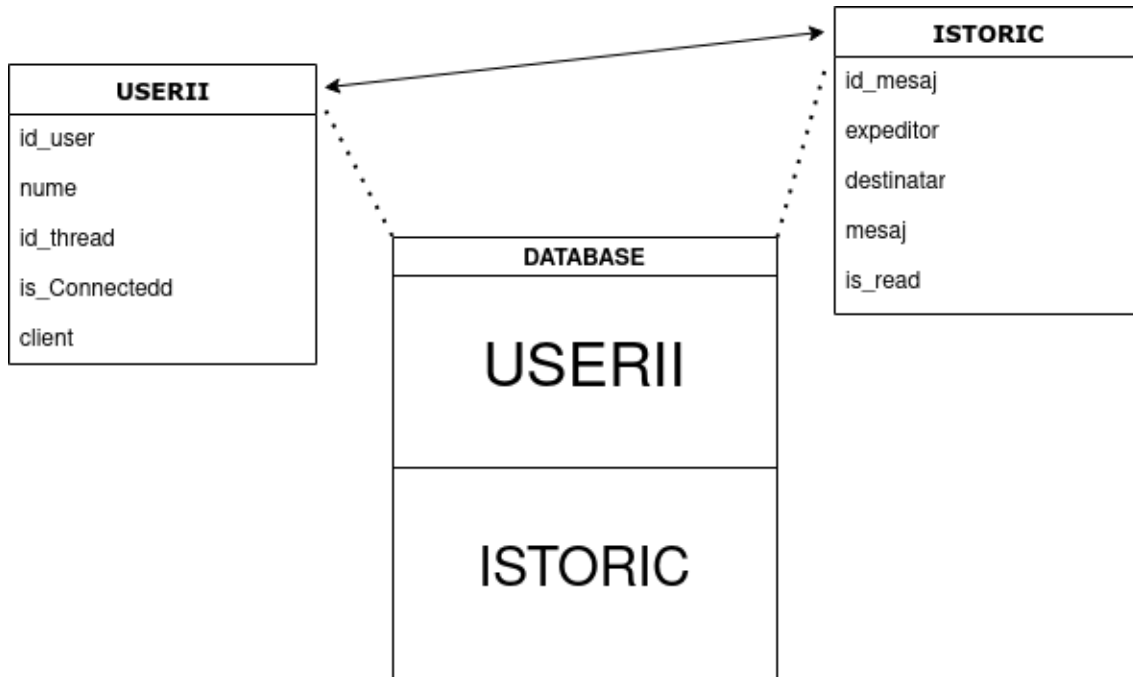 USERII
id_user
nume
id_thread
is_Connectedd
client
ISTORIC
id_mesaj
expeditor
destinatar
mesaj
is_read
DATABASE
USERII
ISTORIC